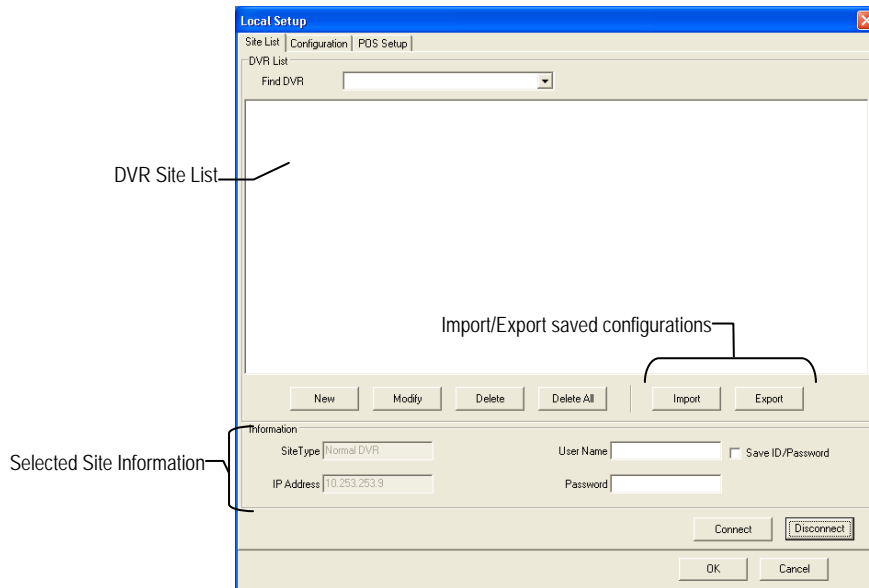 Local Setup
Site List Configuration POS Setup
DVR List
Find DVR
DVR Site List
Import/Export saved configurations
New Modify Delete Delete All Import Export
Information
Selected Site Information
SiteType Normal DVR User Name Save ID/Password
IP Address 10.253.253.9 Password
Connect Disconnect
OK Cancel